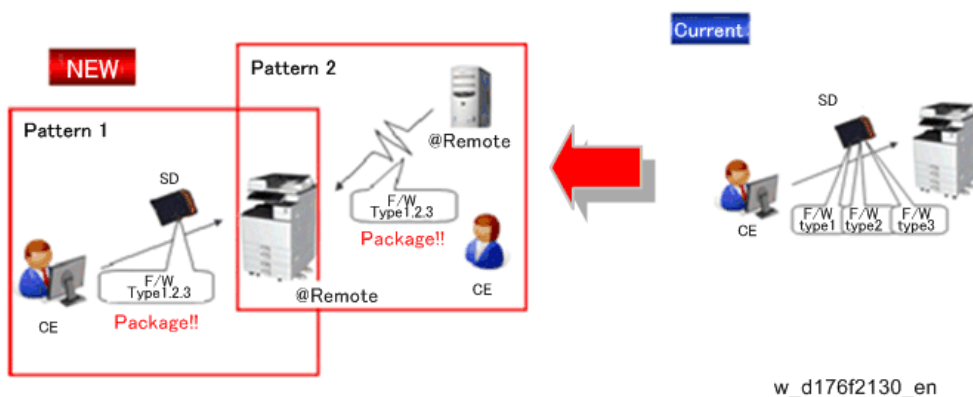 Current
NEW
Pattern 2
Pattern 1
@Remote
SD
F/W
Type1.2.3
Package!!
CE
@Remote
SD
F/W
Type1.2.3
Package!!
CE
SD
CE
F/W
type1
F/W
type2
F/W
type3
w_d176f2130_en